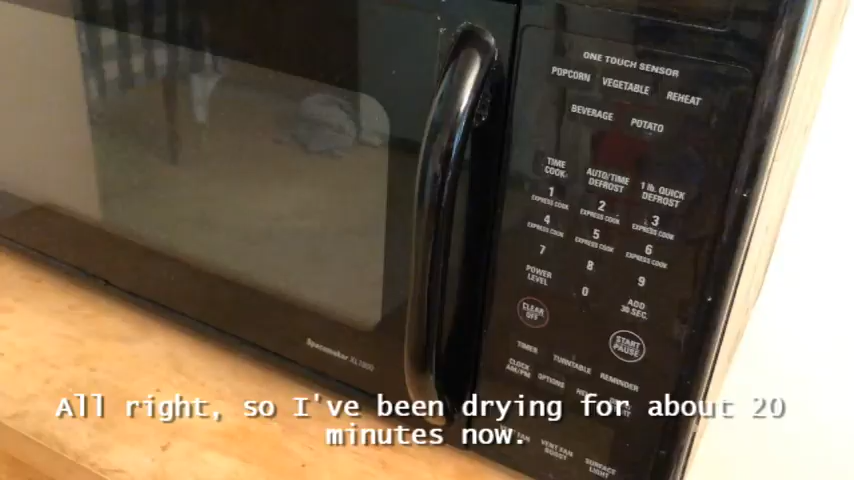 ONE TOUCH SENSOR
POPCORN VEGETABLE REHEAT
BEVERAGE POTATO
TIME COOK AUTO/TIME DEFROST 1 lb. QUICK DEFROST
1 2 3
EXPRESS COOK EXPRESS COOK EXPRESS COOK
4 5 6
EXPRESS COOK EXPRESS COOK EXPRESS COOK
7 8 9
POWER LEVEL 0 ADD 30 SEC.
CLEAR OFF START PAUSE
TIMER TURNTABLE REMINDER
CLOCK AM/PM OPTIONS
VENT FAN BOOST SURFACE LIGHT
Spacemaker XL1800
All right, so I've been drying for about 20
minutes now.